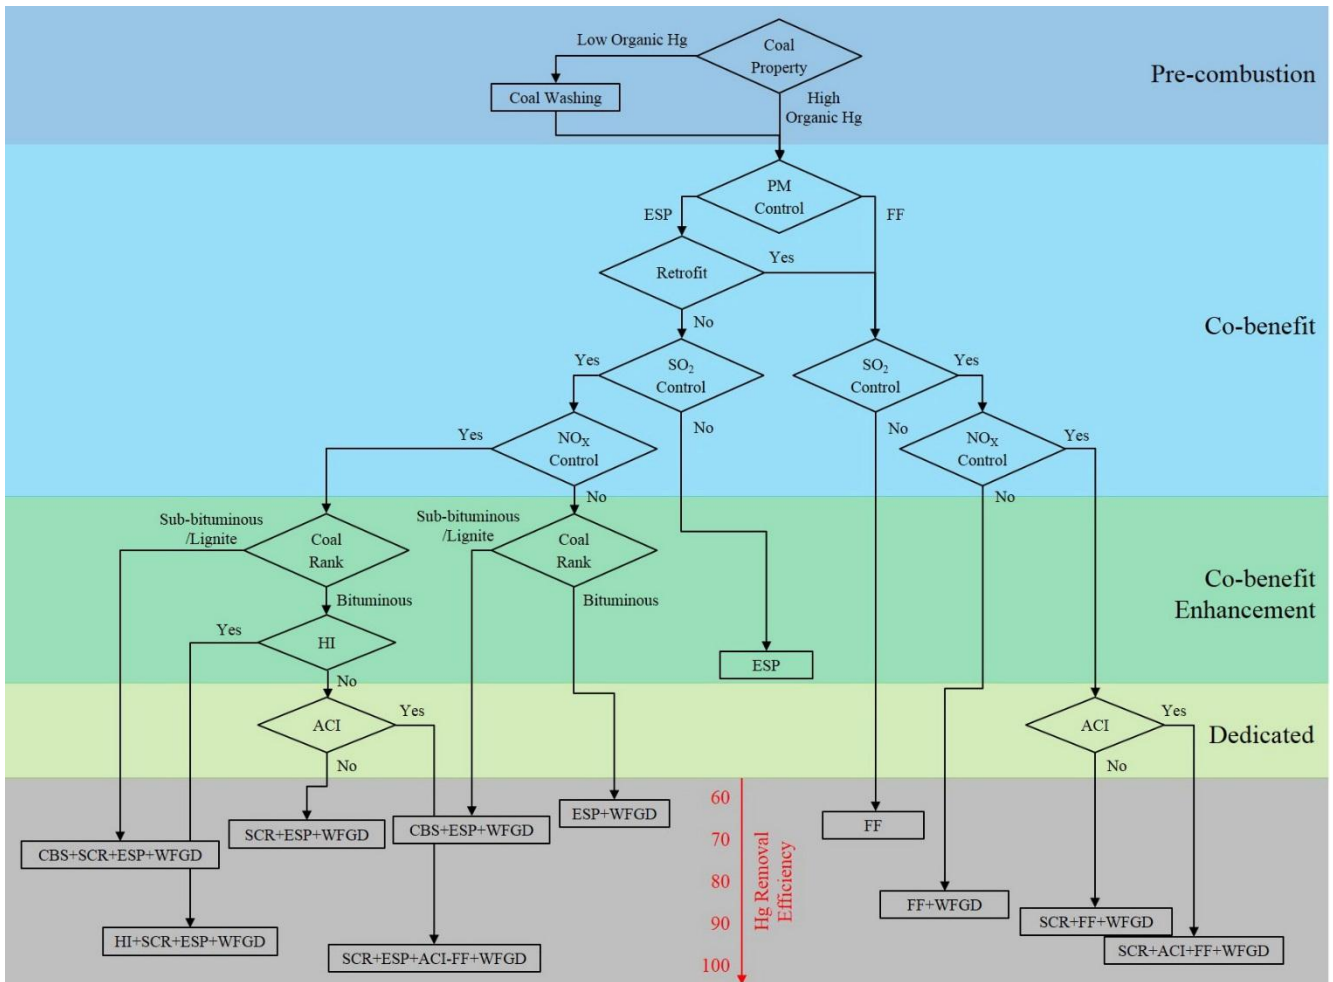 Low Organic Hg
Coal
Property
Pre-combustion
Coal Washing
High
Organic Hg
PM
Control
ESP
FF
Retrofit
Yes
No
Co-benefit
Yes
SO₂
Control
No
SO₂
Control
Yes
No
Yes
NOX
Control
No
NOX
Control
Yes
No
Sub-bituminous
/Lignite
Coal
Rank
Bituminous
Sub-bituminous
/Lignite
Coal
Rank
Bituminous
Co-benefit
Enhancement
Yes
HI
No
ESP
ACI
Yes
No
ACI
Yes
No
Dedicated
60
70
80
90
100
Hg Removal
Efficiency
ESP+WFGD
FF
SCR+ESP+WFGD
CBS+ESP+WFGD
CBS+SCR+ESP+WFGD
FF+WFGD
SCR+FF+WFGD
HI+SCR+ESP+WFGD
SCR+ACI+FF+WFGD
SCR+ESP+ACI-FF+WFGD